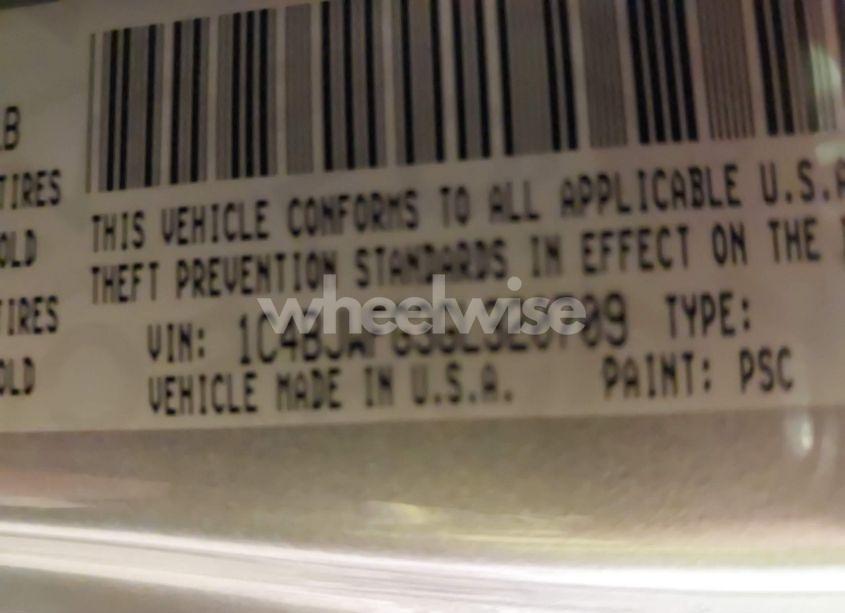 LB
TIRES
OLD
TIRES
OLD
THIS VEHICLE CONFORMS TO ALL APPLICABLE U.S.A
THEFT PREVENTION STANDARDS IN EFFECT ON THE
VIN: TYPE:
VEHICLE MADE IN U.S.A. PAINT: PSC
wheelwise